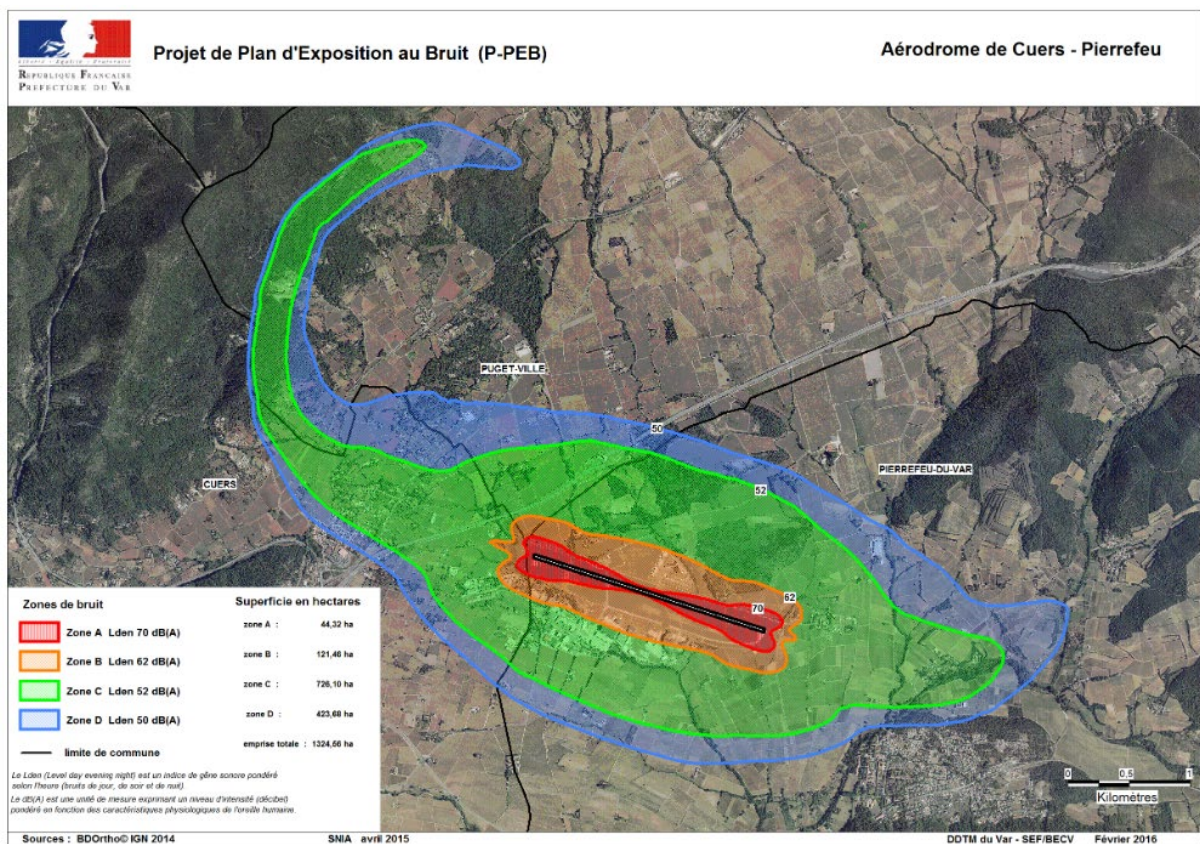 Liberté • Égalité • Fraternité
RÉPUBLIQUE FRANÇAISE
PRÉFECTURE DU VAR
Projet de Plan d'Exposition au Bruit (P-PEB)
Aérodrome de Cuers - Pierrefeu
PUGET-VILLE
50
PIERREFEU-DU-VAR
CUERS
52
62
70
Zones de bruit
Superficie en hectares
Zone A Lden 70 dB(A)
zone A : 44,32 ha
Zone B Lden 62 dB(A)
zone B : 121,46 ha
Zone C Lden 52 dB(A)
zone C : 726,10 ha
Zone D Lden 50 dB(A)
zone D : 423,68 ha
limite de commune
emprise totale : 1324,56 ha
Le Lden (Level day evening night) est un indice de gêne sonore pondéré
selon l'heure (bruits de jour, de soir et de nuit).
Le dB(A) est une unité de mesure exprimant un niveau d'intensité (décibel)
pondéré en fonction des caractéristiques physiologiques de l'oreille humaine.
0 0,5 1
Kilomètres
Sources : BDOrtho© IGN 2014
SNIA avril 2015
DDTM du Var - SEF/BECV Février 2016